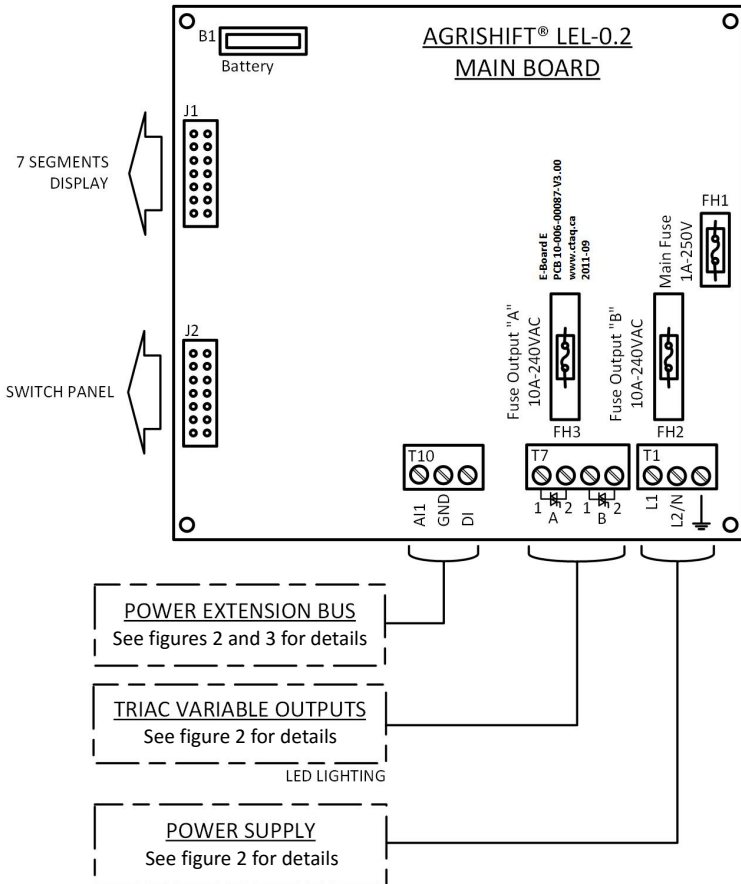 AGRISHIFT® LEL-0.2
MAIN BOARD
B1
Battery
J1
7 SEGMENTS
DISPLAY
J2
SWITCH PANEL
E-Board E
PCB 10-006-00087-V3.00
www.ctaq.ca
2011-09
FH1
Main Fuse
1A-250V
Fuse Output "A"
10A-240VAC
FH3
Fuse Output "B"
10A-240VAC
FH2
T10
AI1
GND
DI
T7
1 2 1 2
A B
T1
L1
L2/N
POWER EXTENSION BUS
See figures 2 and 3 for details
TRIAC VARIABLE OUTPUTS
See figure 2 for details
LED LIGHTING
POWER SUPPLY
See figure 2 for details